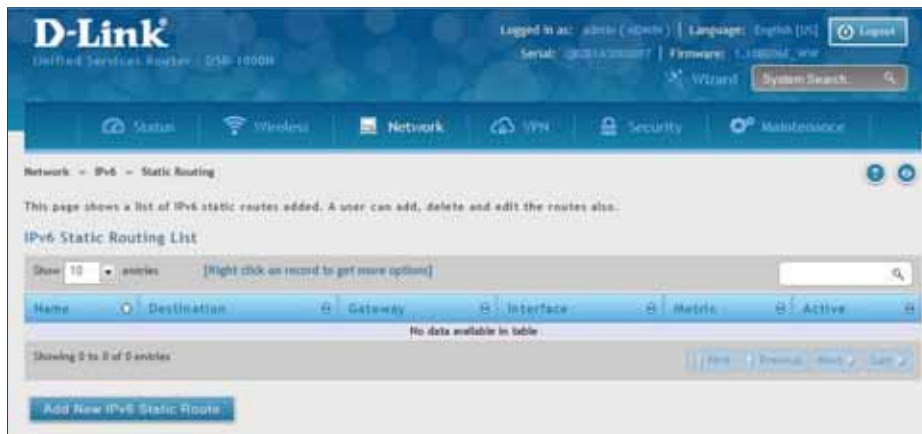 D-Link
Logged in as: admin ( ADMIN ) | Language: English [US]
Logout
Unified Services Router - DSR-1000N
Serial: | Firmware:
Wizard
System Search
Status
Wireless
Network
VPN
Security
Maintenance
Network » IPv6 » Static Routing
This page shows a list of IPv6 static routes added. A user can add, delete and edit the routes also.
IPv6 Static Routing List
Show 10 entries [Right click on record to get more options]
Name Destination Gateway Interface Metric Active
No data available in table
Showing 0 to 0 of 0 entries
First Previous Next Last
Add New IPv6 Static Route